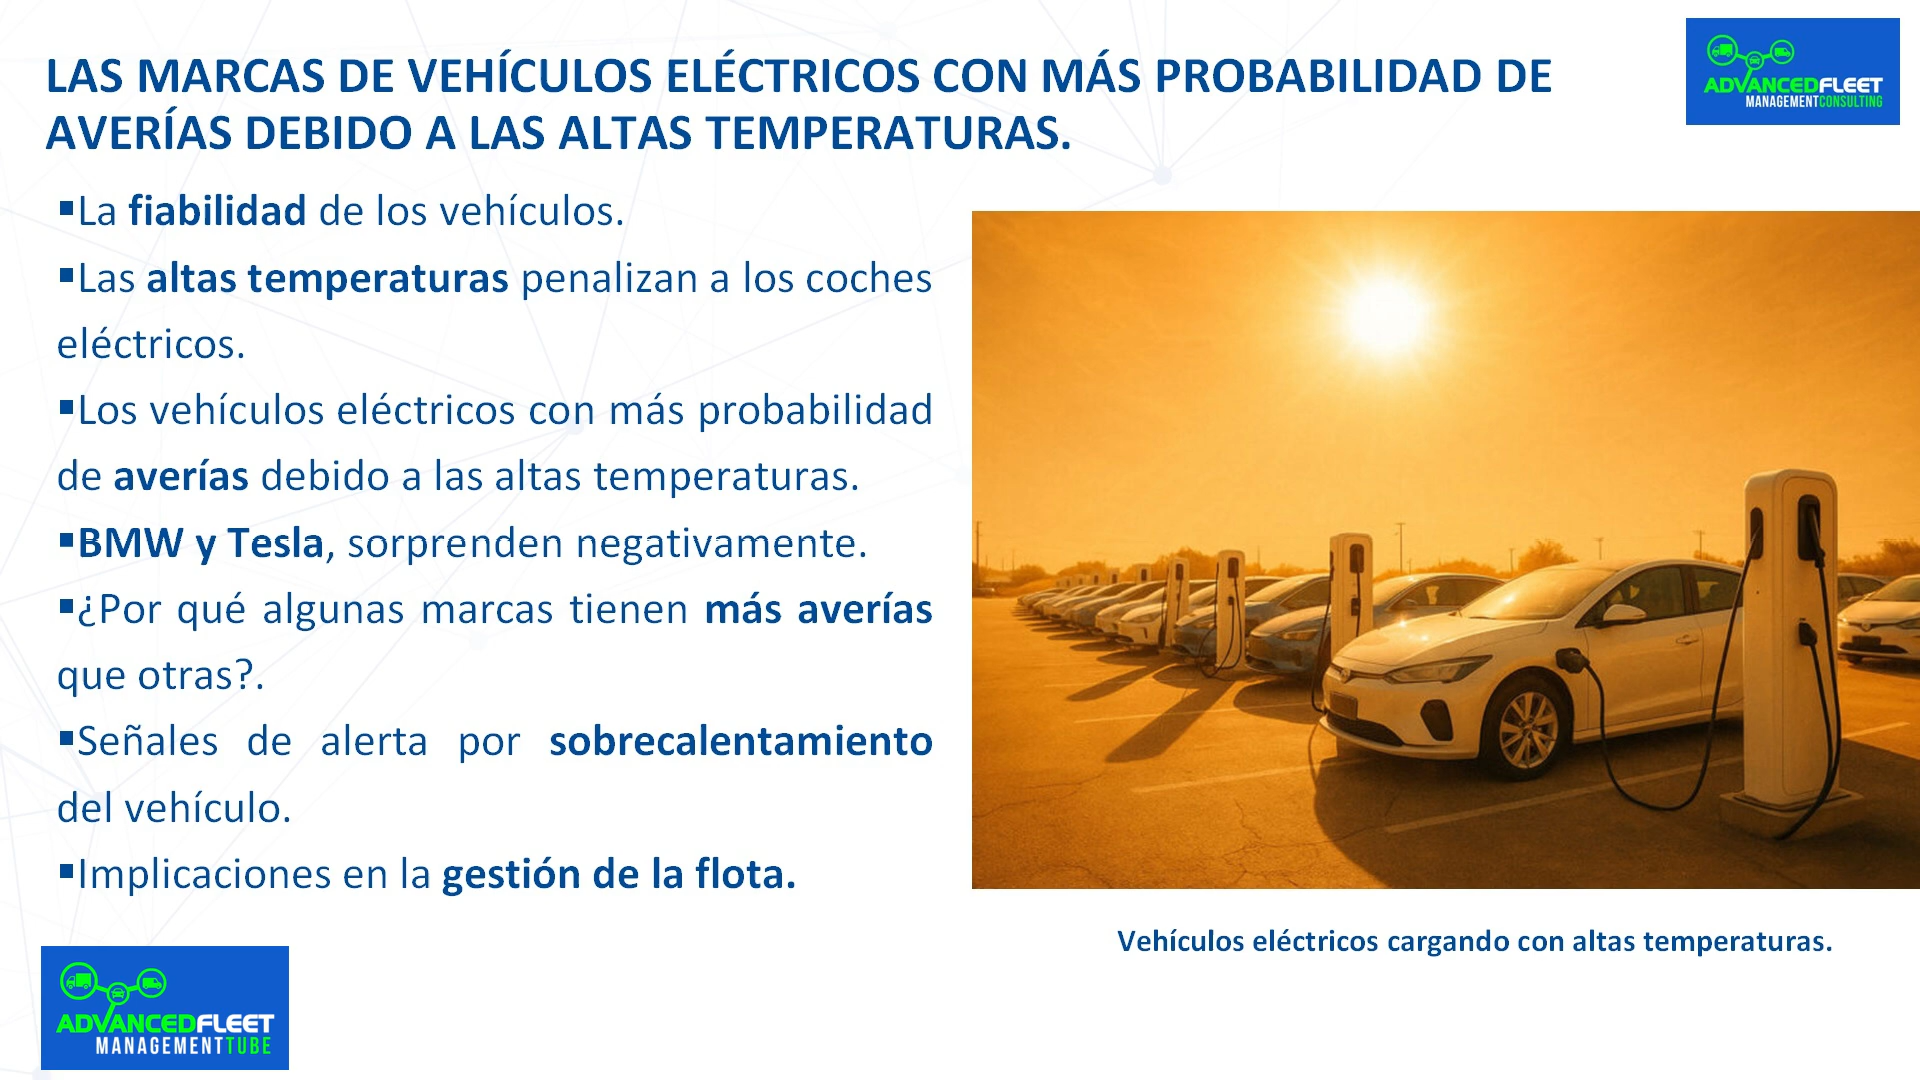 LAS MARCAS DE VEHÍCULOS ELÉCTRICOS CON MÁS PROBABILIDAD DE
AVERÍAS DEBIDO A LAS ALTAS TEMPERATURAS.
ADVANCEDFLEET
MANAGEMENTCONSULTING
▪La fiabilidad de los vehículos.
▪Las altas temperaturas penalizan a los coches
eléctricos.
▪Los vehículos eléctricos con más probabilidad
de averías debido a las altas temperaturas.
▪BMW y Tesla, sorprenden negativamente.
▪¿Por qué algunas marcas tienen más averías
que otras?.
▪Señales de alerta por sobrecalentamiento
del vehículo.
▪Implicaciones en la gestión de la flota.
Vehículos eléctricos cargando con altas temperaturas.
ADVANCEDFLEET
MANAGEMENTTUBE